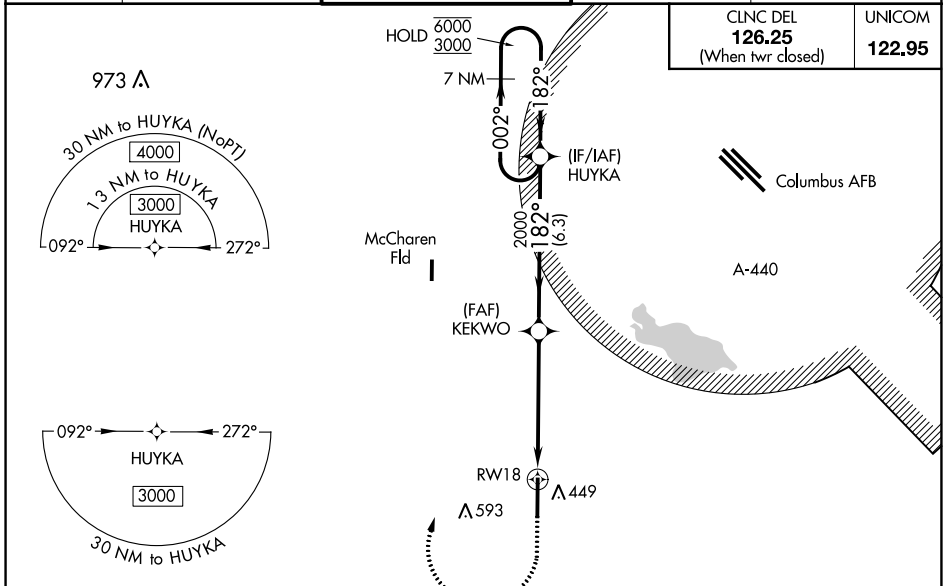 CLNC DEL
126.25
(When twr closed)
UNICOM
122.95
HOLD 6000
3000
7 NM
182°
002°
(IF/IAF)
HUYKA
2000
182°
(6.3)
973
30 NM to HUYKA (NoPT)
4000
13 NM to HUYKA
3000
HUYKA
092°
272°
McCharen
Fld
Columbus AFB
A-440
(FAF)
KEKWO
092°
272°
HUYKA
3000
30 NM to HUYKA
RW18
449
593